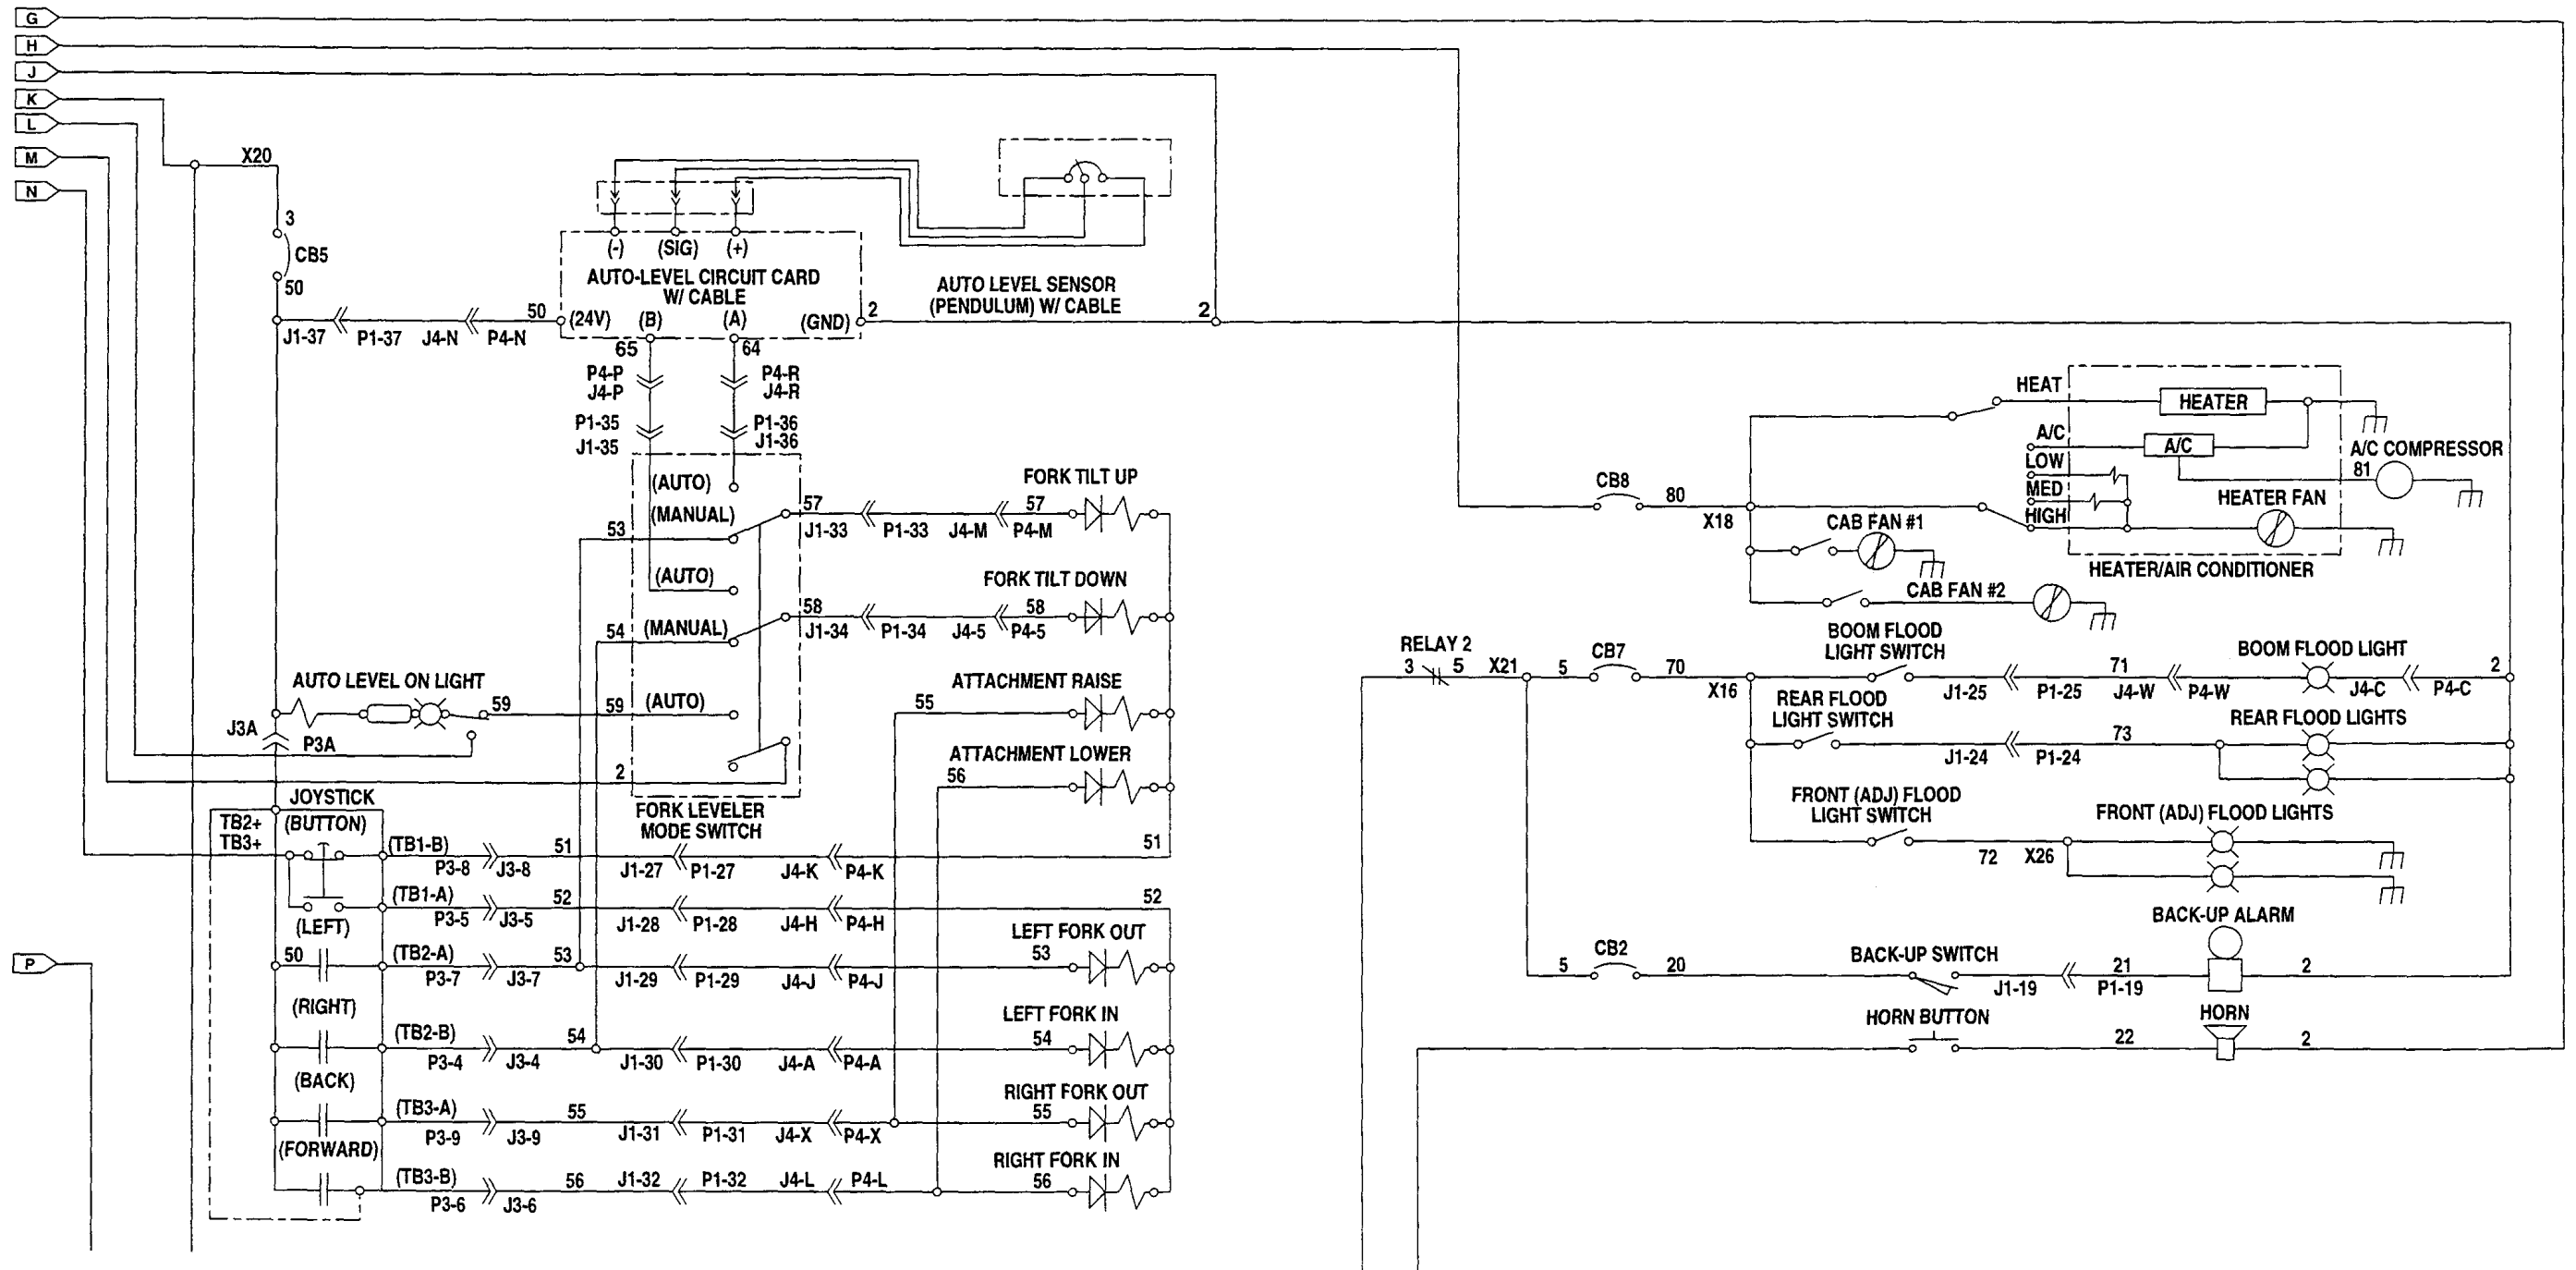 G
H
J
K
L
M
N
X20
3
CB5
50
J1-37 P1-37 J4-N P4-N
50
(-) (SIG) (+)
AUTO-LEVEL CIRCUIT CARD
W/ CABLE
(24V) (B) (A) (GND)
2
AUTO LEVEL SENSOR
(PENDULUM) W/ CABLE
2
65 64
P4-P
J4-P
P4-R
J4-R
P1-35
J1-35
P1-36
J1-36
(AUTO)
(MANUAL)
53
(AUTO)
54
(MANUAL)
59
(AUTO)
2
FORK LEVELER
MODE SWITCH
FORK TILT UP
57
J1-33 P1-33 J4-M P4-M
57
FORK TILT DOWN
58
J1-34 P1-34 J4-5 P4-5
58
ATTACHMENT RAISE
55
ATTACHMENT LOWER
56
AUTO LEVEL ON LIGHT
59
J3A
P3A
JOYSTICK
(BUTTON)
TB2+
TB3+
(TB1-B)
P3-8 J3-8
51
J1-27 P1-27 J4-K P4-K
51
(TB1-A)
P3-5 J3-5
52
J1-28 P1-28 J4-H P4-H
52
(LEFT)
50
(TB2-A)
P3-7 J3-7
53
J1-29 P1-29 J4-J P4-J
LEFT FORK OUT
53
(RIGHT)
(TB2-B)
P3-4 J3-4
54
J1-30 P1-30 J4-A P4-A
LEFT FORK IN
54
(BACK)
(TB3-A)
P3-9 J3-9
55
J1-31 P1-31 J4-X P4-X
RIGHT FORK OUT
55
(FORWARD)
(TB3-B)
P3-6 J3-6
56
J1-32 P1-32 J4-L P4-L
RIGHT FORK IN
56
P
CB8
80
X18
HEAT
HEATER
A/C
A/C
LOW
MED
HIGH
A/C COMPRESSOR
81
HEATER FAN
HEATER/AIR CONDITIONER
CAB FAN #1
CAB FAN #2
RELAY 2
3 5 X21 5
CB7
70
X16
BOOM FLOOD
LIGHT SWITCH
J1-25 P1-25
71
J4-W P4-W
BOOM FLOOD LIGHT
J4-C P4-C
2
REAR FLOOD
LIGHT SWITCH
J1-24 P1-24
73
REAR FLOOD LIGHTS
FRONT (ADJ) FLOOD
LIGHT SWITCH
72 X26
FRONT (ADJ) FLOOD LIGHTS
5
CB2
20
BACK-UP SWITCH
J1-19 P1-19
21
BACK-UP ALARM
2
HORN BUTTON
22
HORN
2